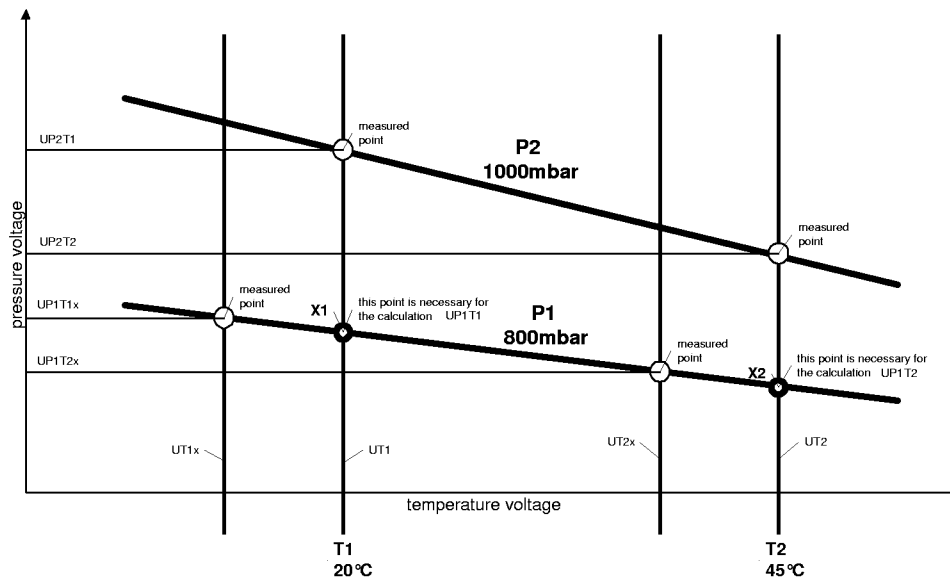 pressure voltage
UP2T1
measured
point
P2
1000mbar
UP2T2
measured
point
UP1T1x
measured
point
X1
this point is necessary for
the calculation UP1T1
P1
800mbar
UP1T2x
measured
point
X2
this point is necessary for
the calculation UP1T2
UT1x
UT1
UT2x
UT2
temperature voltage
T1
20°C
T2
45°C